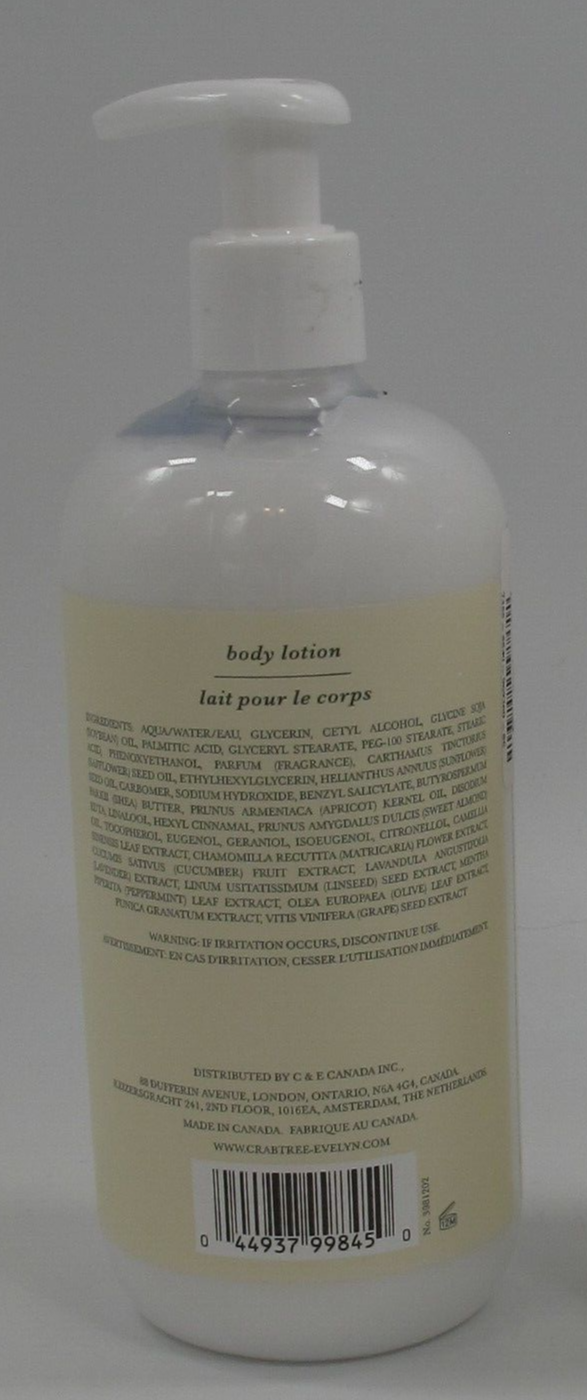 body lotion
lait pour le corps
INGREDIENTS: AQUA/WATER/EAU, GLYCERIN, CETYL ALCOHOL, GLYCINE SOJA
(SOYBEAN) OIL, PALMITIC ACID, GLYCERYL STEARATE, PEG-100 STEARATE, STEARIC
ACID, PHENOXYETHANOL, PARFUM (FRAGRANCE), CARTHAMUS TINCTORIUS
(SAFFLOWER) SEED OIL, ETHYLHEXYLGLYCERIN, HELIANTHUS ANNUUS (SUNFLOWER)
SEED OIL, CARBOMER, SODIUM HYDROXIDE, BENZYL SALICYLATE, BUTYROSPERMUM
PARKII (SHEA) BUTTER, PRUNUS ARMENIACA (APRICOT) KERNEL OIL, DISODIUM
EDTA, LINALOOL, HEXYL CINNAMAL, PRUNUS AMYGDALUS DULCIS (SWEET ALMOND)
OIL, TOCOPHEROL, EUGENOL, GERANIOL, ISOEUGENOL, CITRONELLOL, CAMELLIA
SINENSIS LEAF EXTRACT, CHAMOMILLA RECUTITA (MATRICARIA) FLOWER EXTRACT,
CUCUMIS SATIVUS (CUCUMBER) FRUIT EXTRACT, LAVANDULA ANGUSTIFOLIA
(LAVENDER) EXTRACT, LINUM USITATISSIMUM (LINSEED) SEED EXTRACT, MENTHA
PIPERITA (PEPPERMINT) LEAF EXTRACT, OLEA EUROPAEA (OLIVE) LEAF EXTRACT,
PUNICA GRANATUM EXTRACT, VITIS VINIFERA (GRAPE) SEED EXTRACT
WARNING: IF IRRITATION OCCURS, DISCONTINUE USE.
AVERTISSEMENT: EN CAS D'IRRITATION, CESSER L'UTILISATION IMMÉDIATEMENT.
DISTRIBUTED BY C & E CANADA INC.,
88 DUFFERIN AVENUE, LONDON, ONTARIO, N6A 4G4, CANADA.
KEIZERSGRACHT 241, 2ND FLOOR, 1016EA, AMSTERDAM, THE NETHERLANDS
MADE IN CANADA. FABRIQUE AU CANADA.
WWW.CRABTREE-EVELYN.COM
0 44937 99845 0
No. 5981202
12M